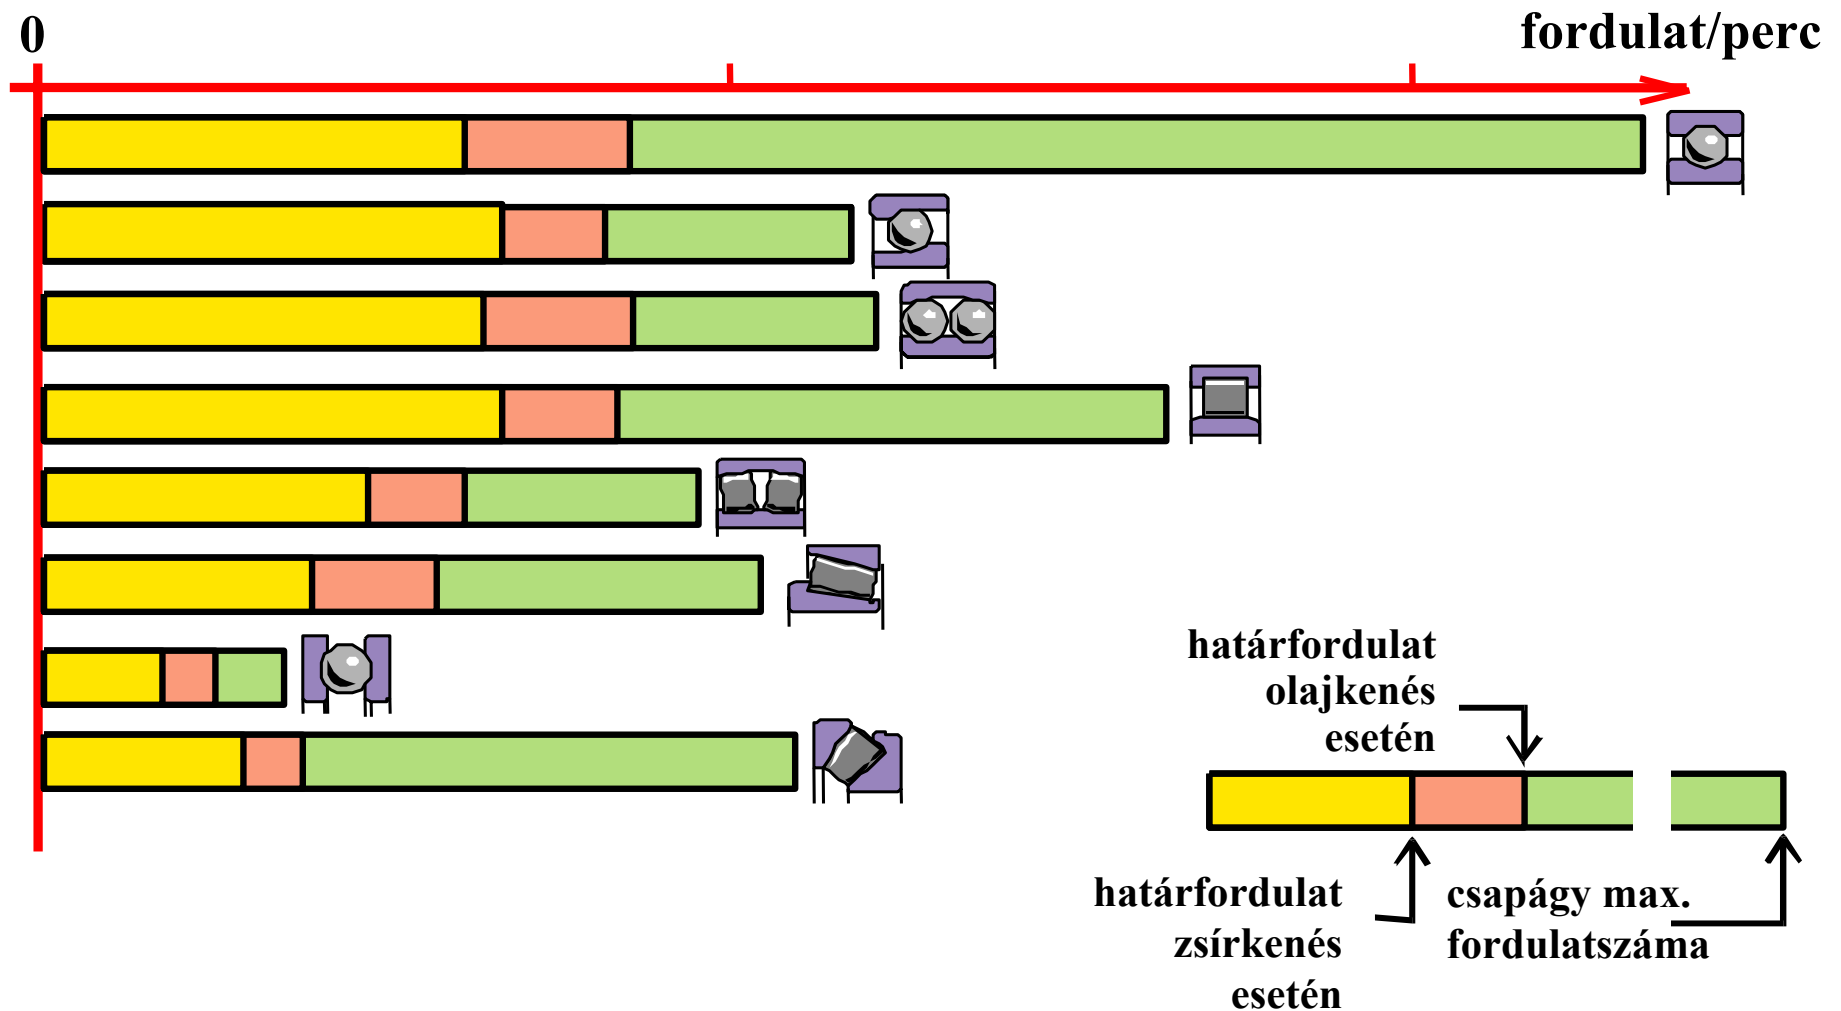 0
fordulat/perc
határfordulat
olajkenés
esetén
határfordulat
zsírkenés
esetén
csapágy max.
fordulatszáma